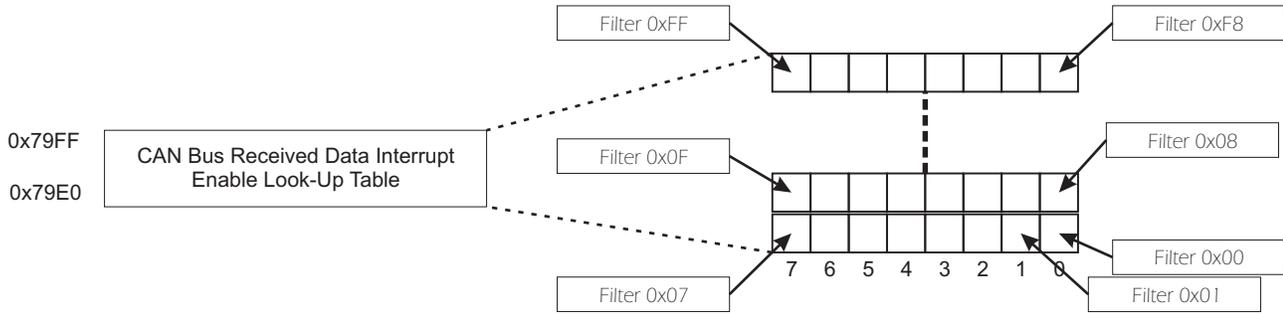 Filter 0xFF
Filter 0xF8
0x79FF
CAN Bus Received Data Interrupt
Enable Look-Up Table
0x79E0
Filter 0x0F
Filter 0x08
7 6 5 4 3 2 1 0
Filter 0x00
Filter 0x07
Filter 0x01